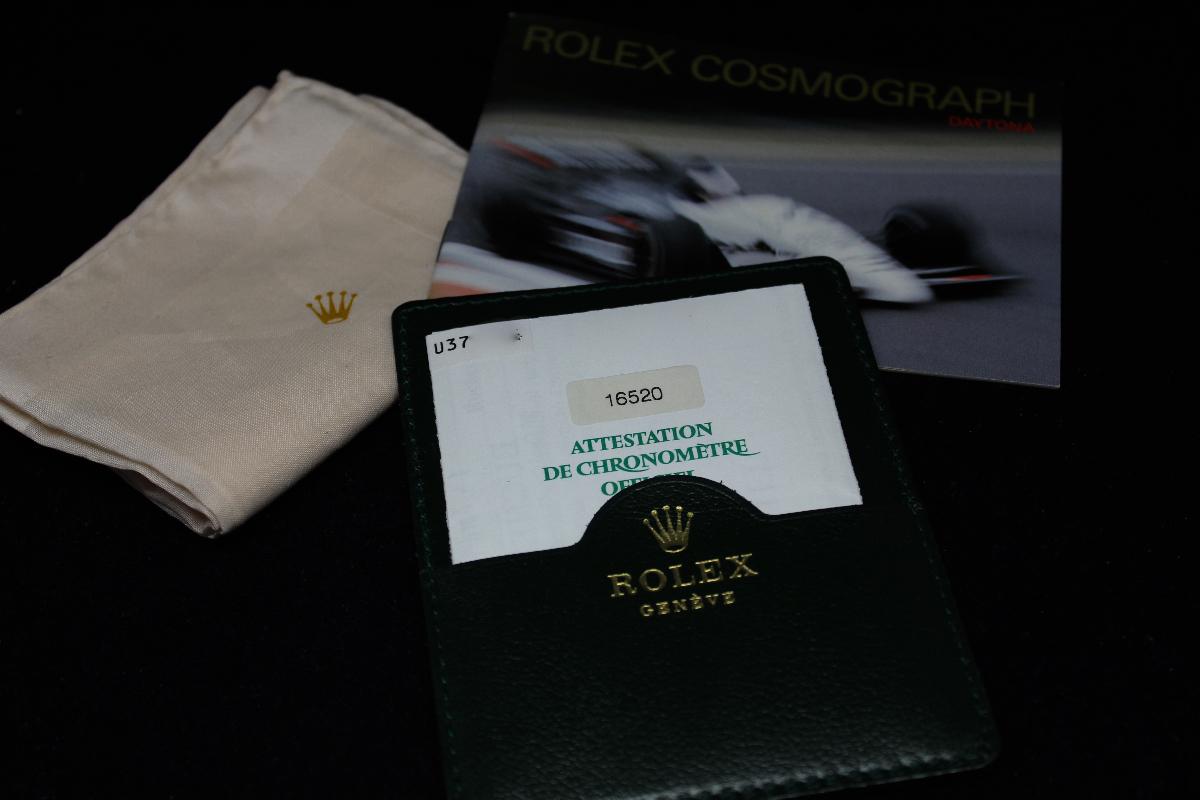 ROLEX COSMOGRAPH
DAYTONA
U37
16520
ATTESTATION
DE CHRONOMÈTRE
ROLEX
GENÈVE